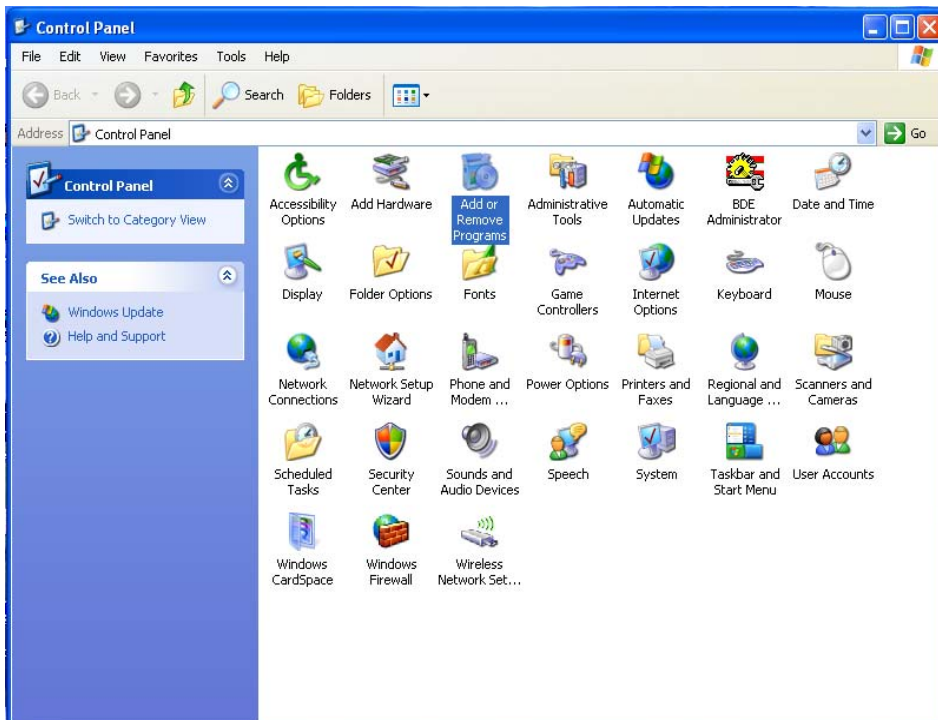 Control Panel
File Edit View Favorites Tools Help
Back Search Folders
Address Control Panel Go
Control Panel
Switch to Category View
See Also
Windows Update
Help and Support
Accessibility Options
Add Hardware
Add or Remove Programs
Administrative Tools
Automatic Updates
BDE Administrator
Date and Time
Display
Folder Options
Fonts
Game Controllers
Internet Options
Keyboard
Mouse
Network Connections
Network Setup Wizard
Phone and Modem ...
Power Options
Printers and Faxes
Regional and Language ...
Scanners and Cameras
Scheduled Tasks
Security Center
Sounds and Audio Devices
Speech
System
Taskbar and Start Menu
User Accounts
Windows CardSpace
Windows Firewall
Wireless Network Set...